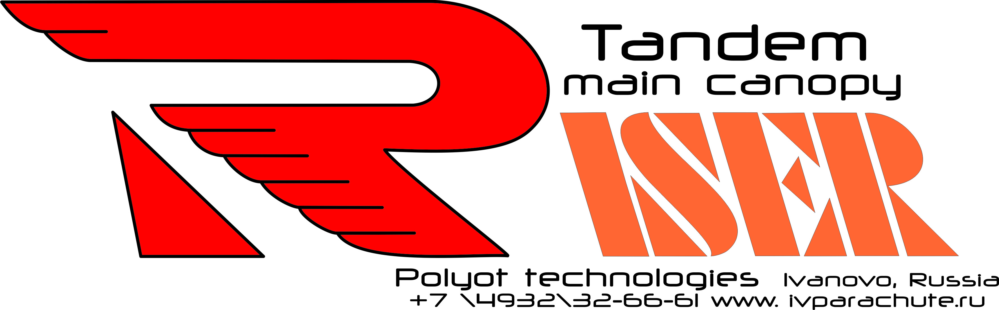 Tandem
main canopy
RISER
Polyot technologies Ivanovo, Russia
+7 \4932\32-66-61 www. ivparachute.ru